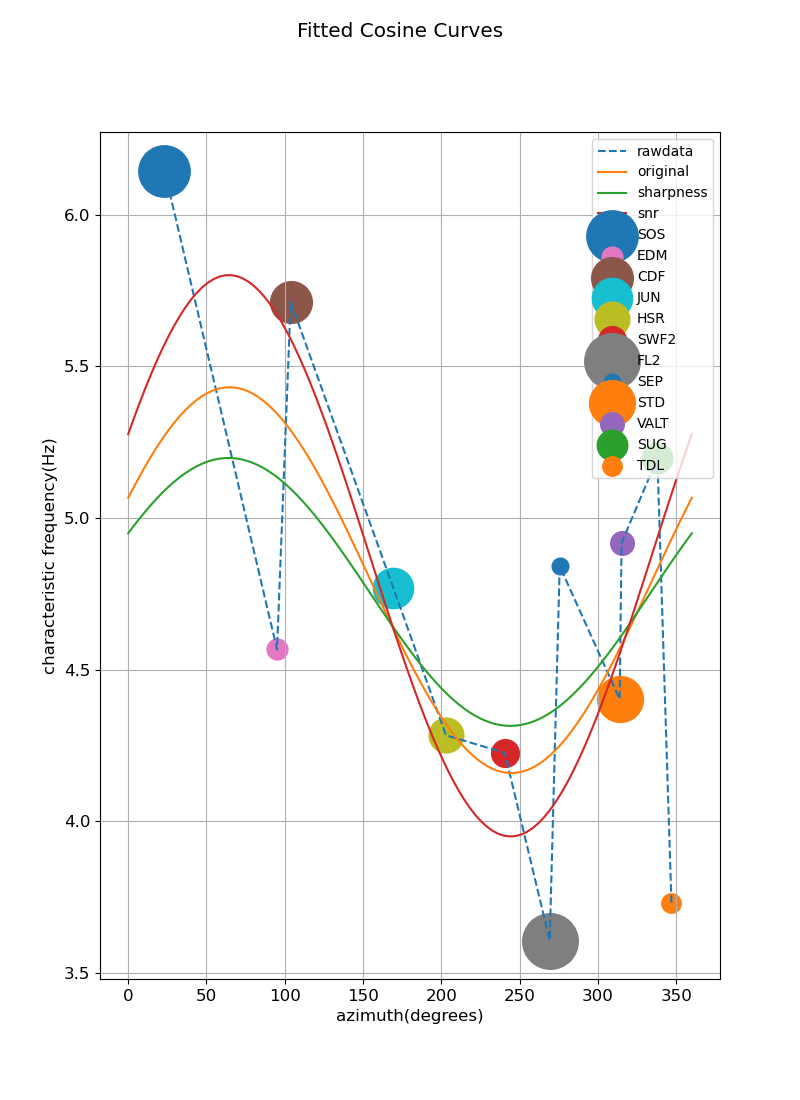 Fitted Cosine Curves
rawdata
original
sharpness
snr
SOS
EDM
CDF
JUN
HSR
SWF2
FL2
SEP
STD
VALT
SUG
TDL
6.0
5.5
5.0
4.5
4.0
3.5
characteristic frequency(Hz)
0 50 100 150 200 250 300 350
azimuth(degrees)